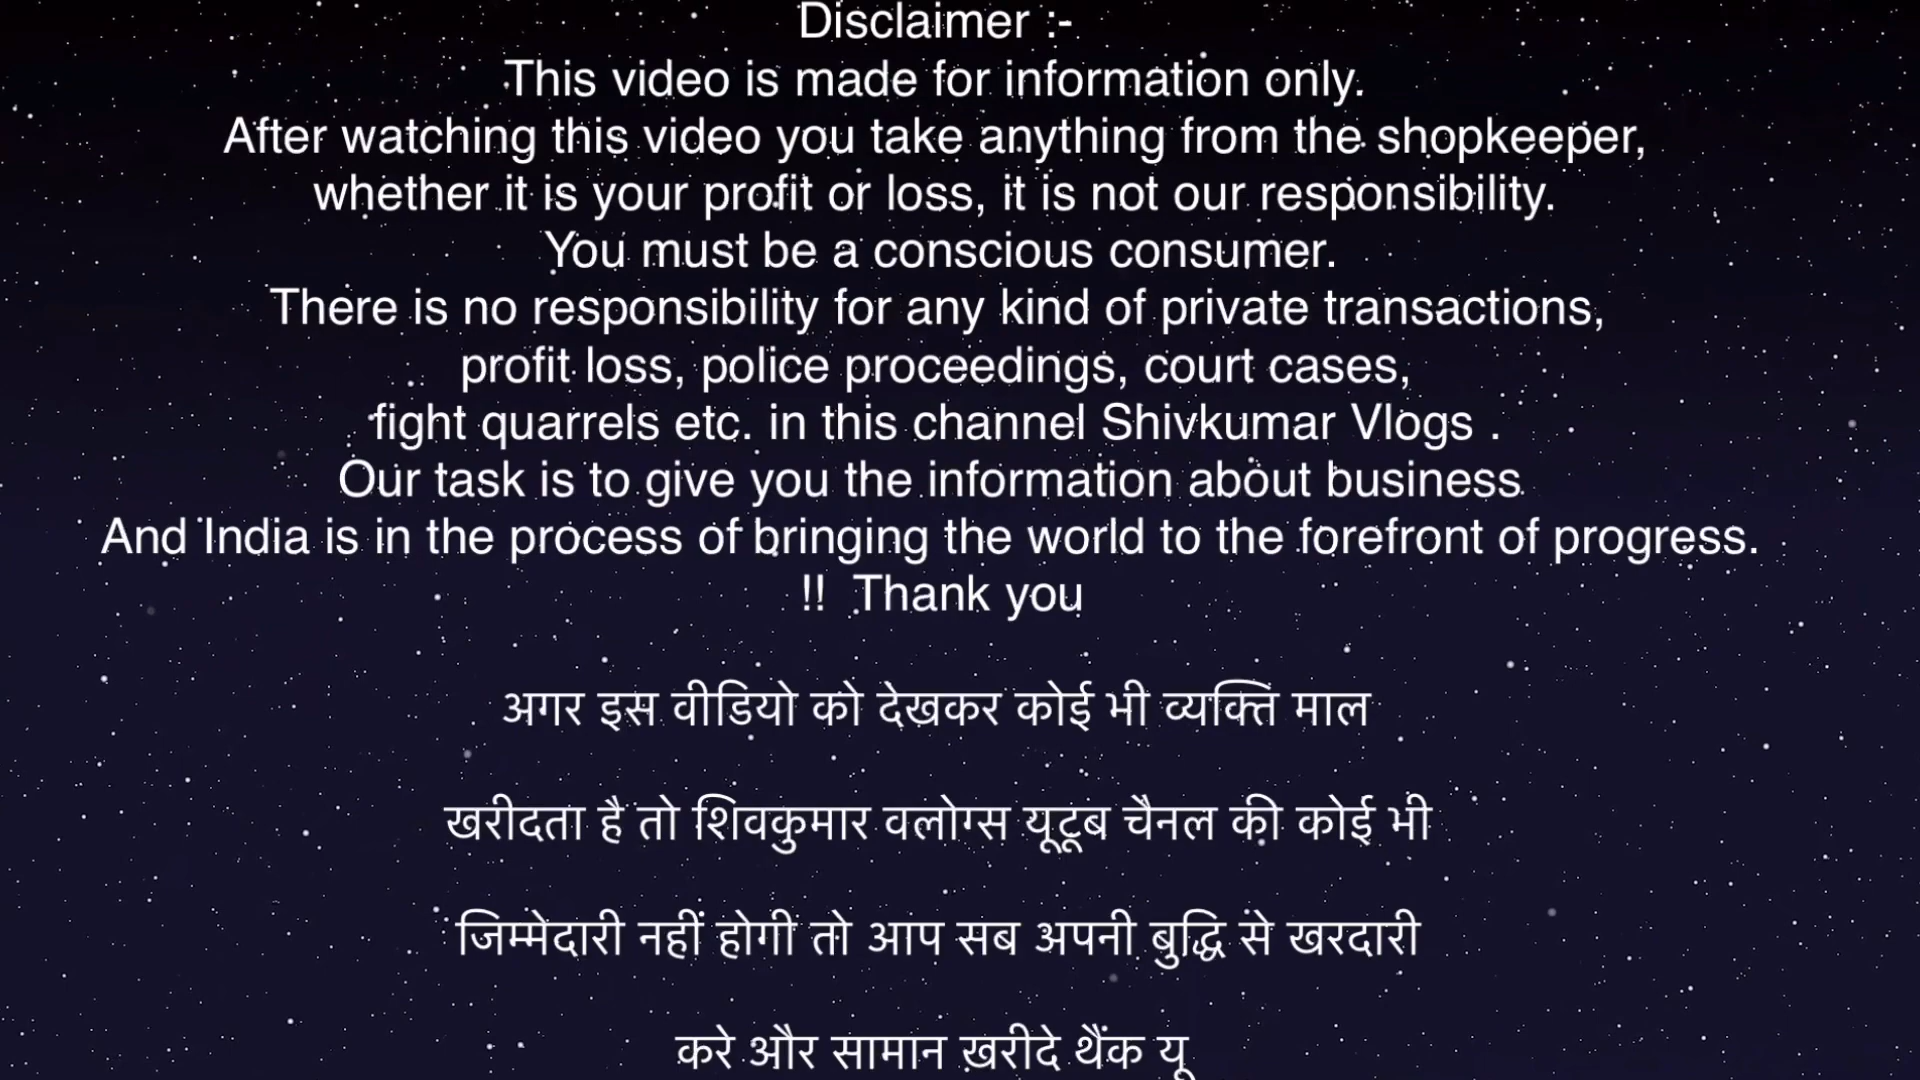 Disclaimer :-
This video is made for information only.
After watching this video you take anything from the shopkeeper,
whether it is your profit or loss, it is not our responsibility.
You must be a conscious consumer.
There is no responsibility for any kind of private transactions,
profit loss, police proceedings, court cases,
fight quarrels etc. in this channel Shivkumar Vlogs .
Our task is to give you the information about business
And India is in the process of bringing the world to the forefront of progress.
!! Thank you
अगर इस वीडियो को देखकर कोई भी व्यक्ति माल
खरीदता है तो शिवकुमार वलोग्स यूटूब चैनल की कोई भी
जिम्मेदारी नहीं होगी तो आप सब अपनी बुद्धि से खरदारी
करे और सामान ख़रीदे थैंक यू